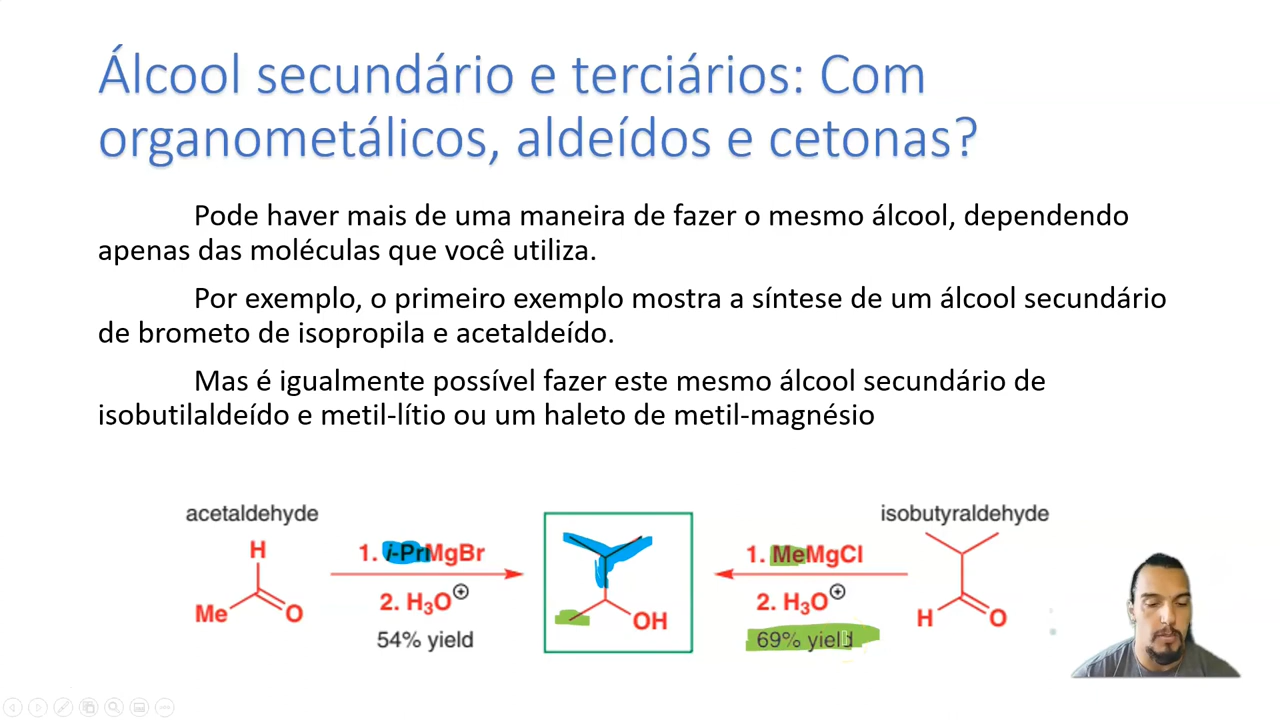 Álcool secundário e terciários: Com
organometálicos, aldeídos e cetonas?
Pode haver mais de uma maneira de fazer o mesmo álcool, dependendo
apenas das moléculas que você utiliza.
Por exemplo, o primeiro exemplo mostra a síntese de um álcool secundário
de brometo de isopropila e acetaldeído.
Mas é igualmente possível fazer este mesmo álcool secundário de
isobutilaldeído e metil-lítio ou um haleto de metil-magnésio
acetaldehyde
H
Me
O
1. i-PrMgBr
2. H₃O⊕
54% yield
OH
1. MeMgCl
2. H₃O⊕
69% yield
isobutyraldehyde
H
O